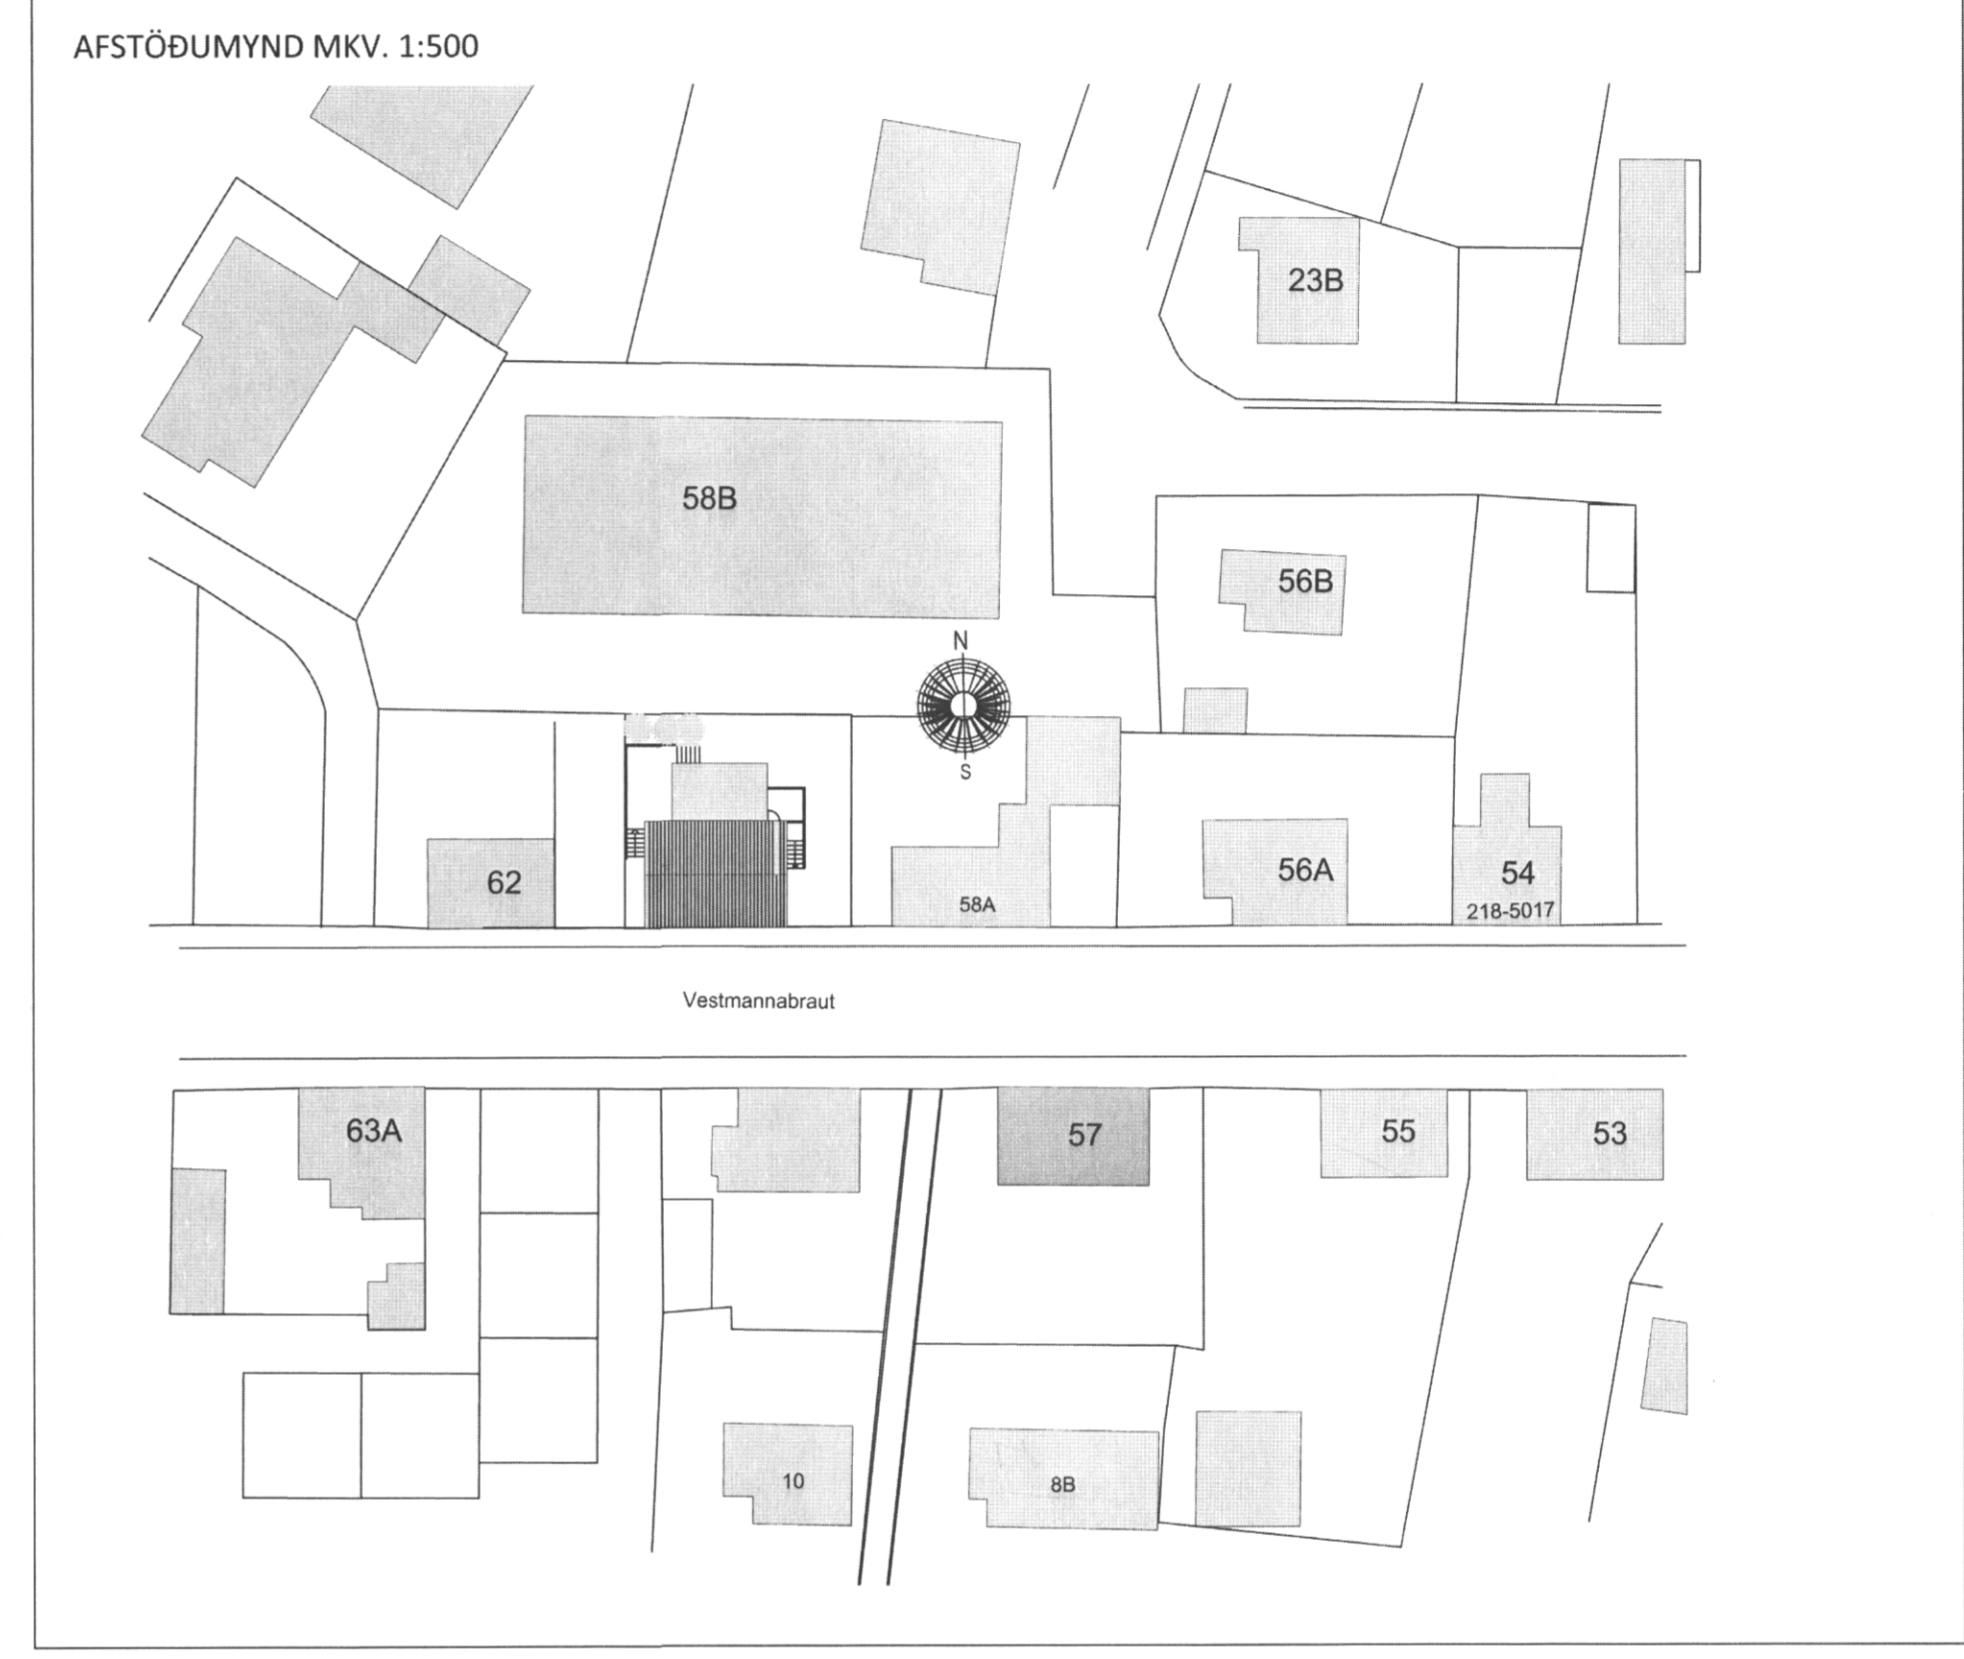 AFSTÖÐUMYND MKV. 1:500
23B
58B
56B
N
S
62
58A
56A
54
218-5017
Vestmannabraut
63A
57
55
53
10
8B